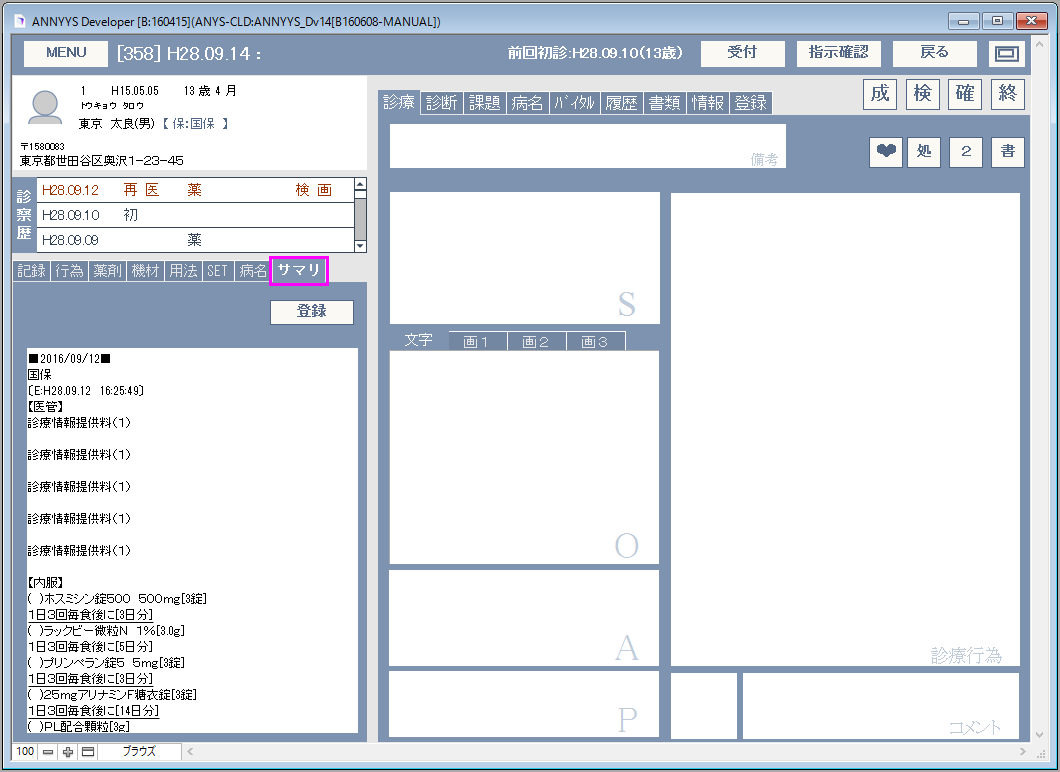 ANNYYS Developer [B:160415](ANYS-CLD:ANNYYS_Dv14[B160608-MANUAL])
MENU [358] H28.09.14 : 前回初診:H28.09.10(13歳) 受付 指示確認 戻る
1 H15.05.05 13 歳 4 月
トウキョウ タロウ
東京 太良(男)【 保:国保 】
〒1580083
東京都世田谷区奥沢1-23-45
診察歴
H28.09.12 再 医 薬 検 画
H28.09.10 初
H28.09.09 薬
記録 行為 薬剤 機材 用法 SET 病名 サマリ
登録
■2016/09/12■
国保
[E:H28.09.12 16:25:49]
【医管】
診療情報提供料(1)
診療情報提供料(1)
診療情報提供料(1)
診療情報提供料(1)
診療情報提供料(1)
【内服】
( )ホスミシン錠500 500mg[3錠]
1日3回毎食後に[3日分]
( )ラックビー微粒N 1%[3.0g]
1日3回毎食後に[5日分]
( )プリンペラン錠5 5mg[3錠]
1日3回毎食後に[3日分]
( )25mgアリナミンF糖衣錠[3錠]
1日3回毎食後に[14日分]
( )PL配合顆粒[3g]
診療 診断 課題 病名 バイタル 履歴 書類 情報 登録
成 検 確 終
備考
処 2 書
S
文字 画1 画2 画3
O
A
P
診療行為
コメント
100 ブラウズ